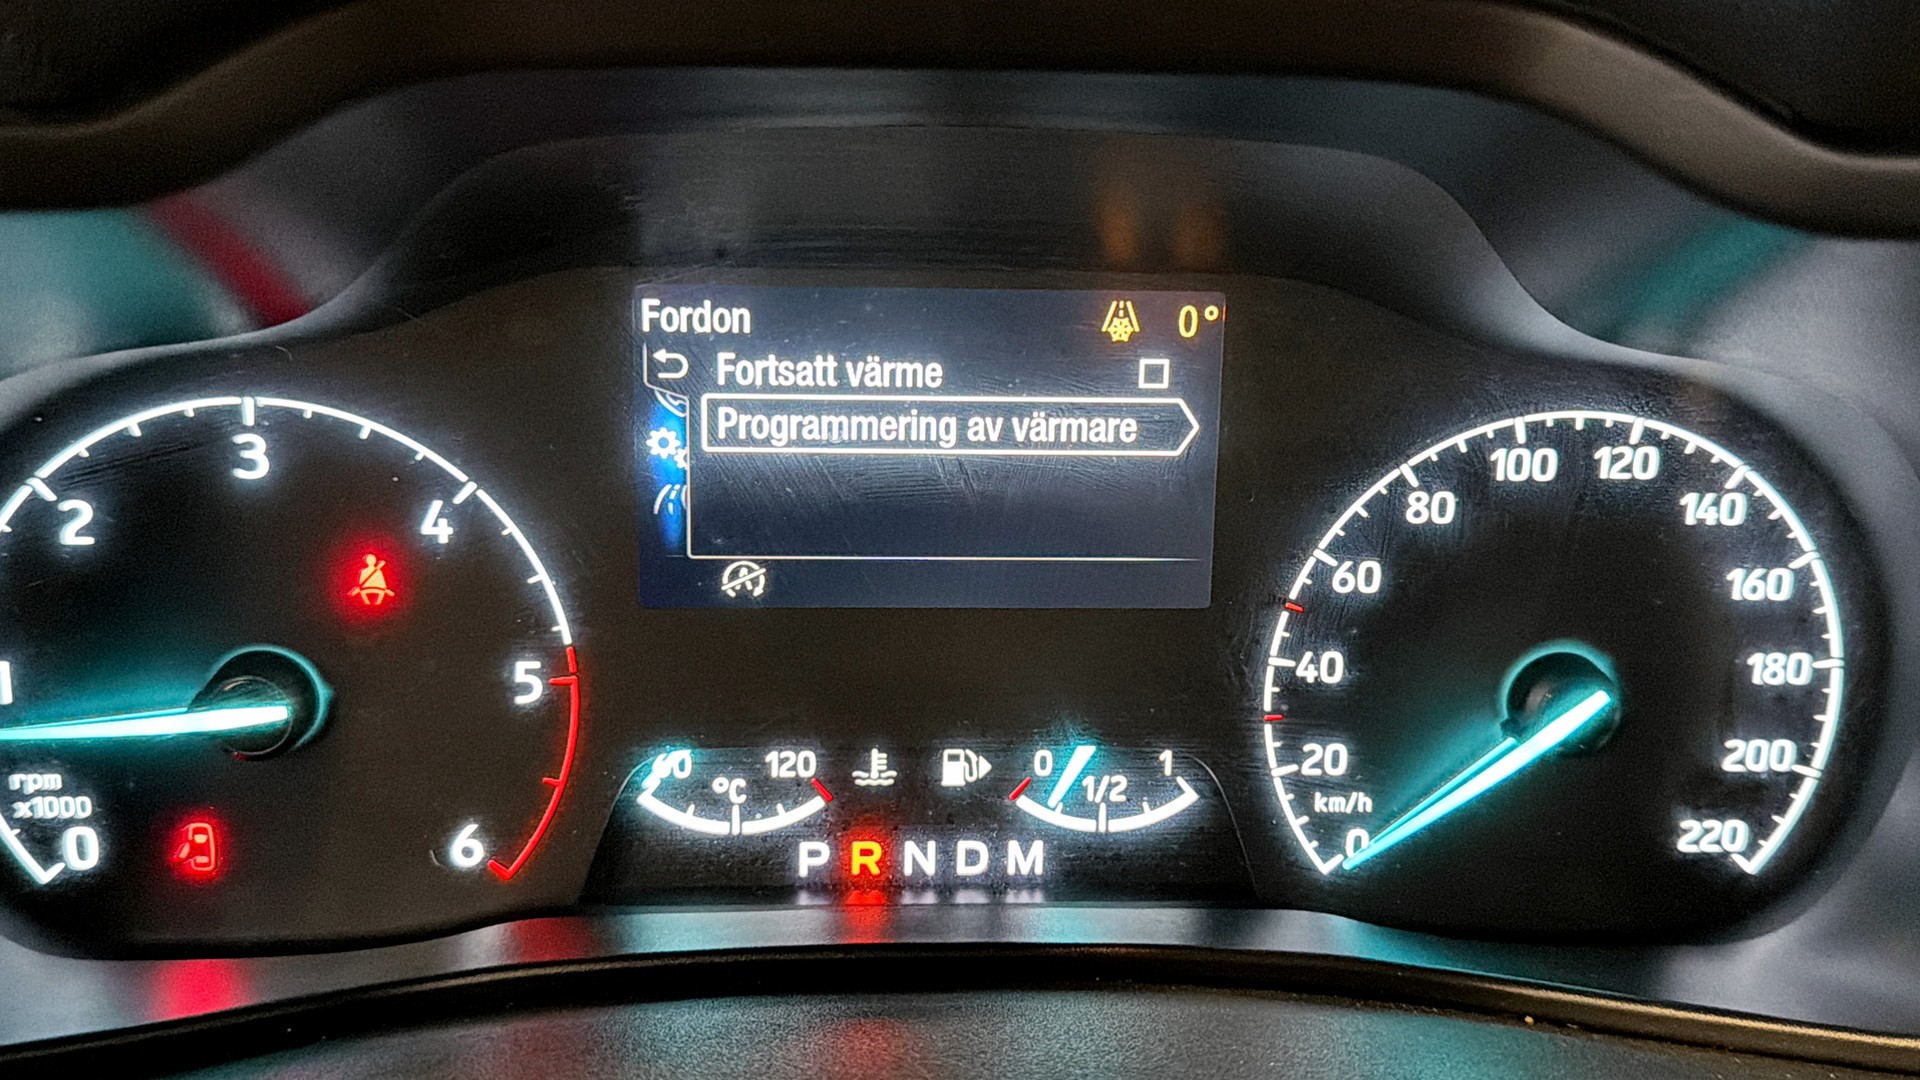 Fordon 0°
Fortsatt värme
Programmering av värmare
1 2 3 4 5 6
rpm
x1000
0
60 °C 120
0 1/2 1
P R N D M
0 20 40 60 80 100 120 140 160 180 200 220
km/h